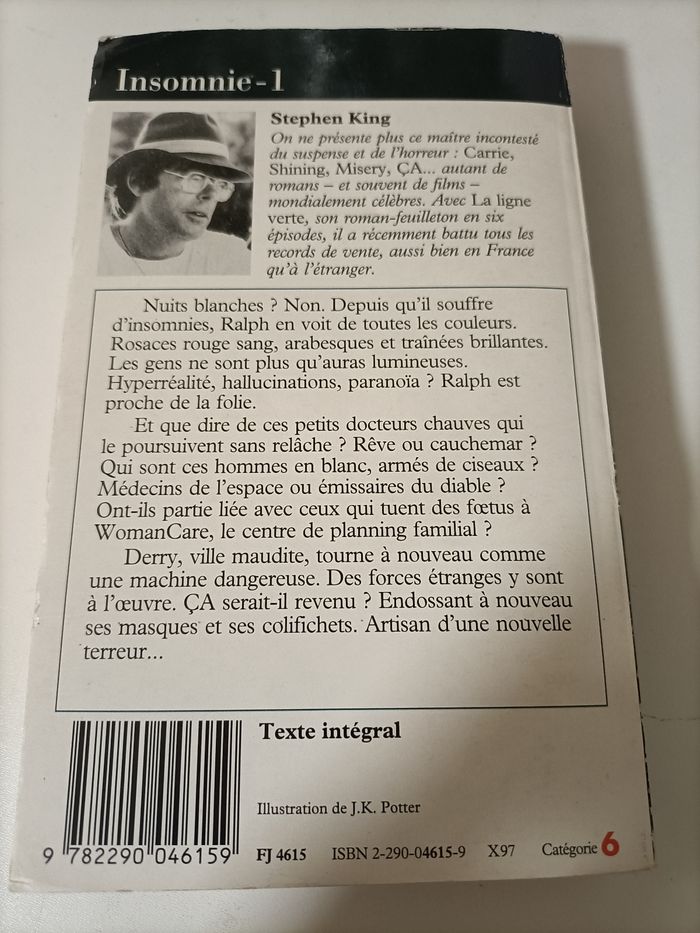 Insomnie-1
Stephen King
On ne présente plus ce maître incontesté
du suspense et de l'horreur : Carrie,
Shining, Misery, ÇA... autant de
romans – et souvent de films –
mondialement célèbres. Avec La ligne
verte, son roman-feuilleton en six
épisodes, il a récemment battu tous les
records de vente, aussi bien en France
qu'à l'étranger.
Nuits blanches ? Non. Depuis qu'il souffre
d'insomnies, Ralph en voit de toutes les couleurs.
Rosaces rouge sang, arabesques et traînées brillantes.
Les gens ne sont plus qu'auras lumineuses.
Hyperréalité, hallucinations, paranoïa ? Ralph est
proche de la folie.
Et que dire de ces petits docteurs chauves qui
le poursuivent sans relâche ? Rêve ou cauchemar ?
Qui sont ces hommes en blanc, armés de ciseaux ?
Médecins de l'espace ou émissaires du diable ?
Ont-ils partie liée avec ceux qui tuent des fœtus à
WomanCare, le centre de planning familial ?
Derry, ville maudite, tourne à nouveau comme
une machine dangereuse. Des forces étranges y sont
à l'œuvre. ÇA serait-il revenu ? Endossant à nouveau
ses masques et ses colifichets. Artisan d'une nouvelle
terreur...
Texte intégral
Illustration de J.K. Potter
9 782290 046159
FJ 4615 ISBN 2-290-04615-9 X97 Catégorie 6